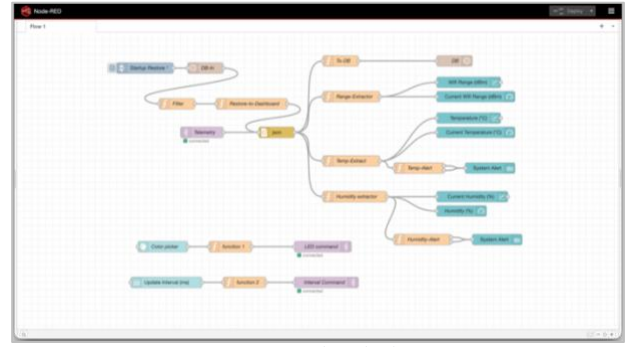 Node-RED
Deploy
Flow 1
Startup Restore
DB-In
To-DB
DB
Wifi Range (dBm)
Filter
Restore-to-Dashboard
Range-Extractor
Current Wifi Range (dBm)
Telemetry
json
connected
Temperature (°C)
Current Temperature (°C)
Temp-Extract
Temp-Alert
System Alert
Humidity extractor
Current Humidity (%)
Humidity (%)
Humidity-Alert
System Alert
Color picker
function 1
LED command
connected
Update Interval (ms)
function 2
Interval Command
connected